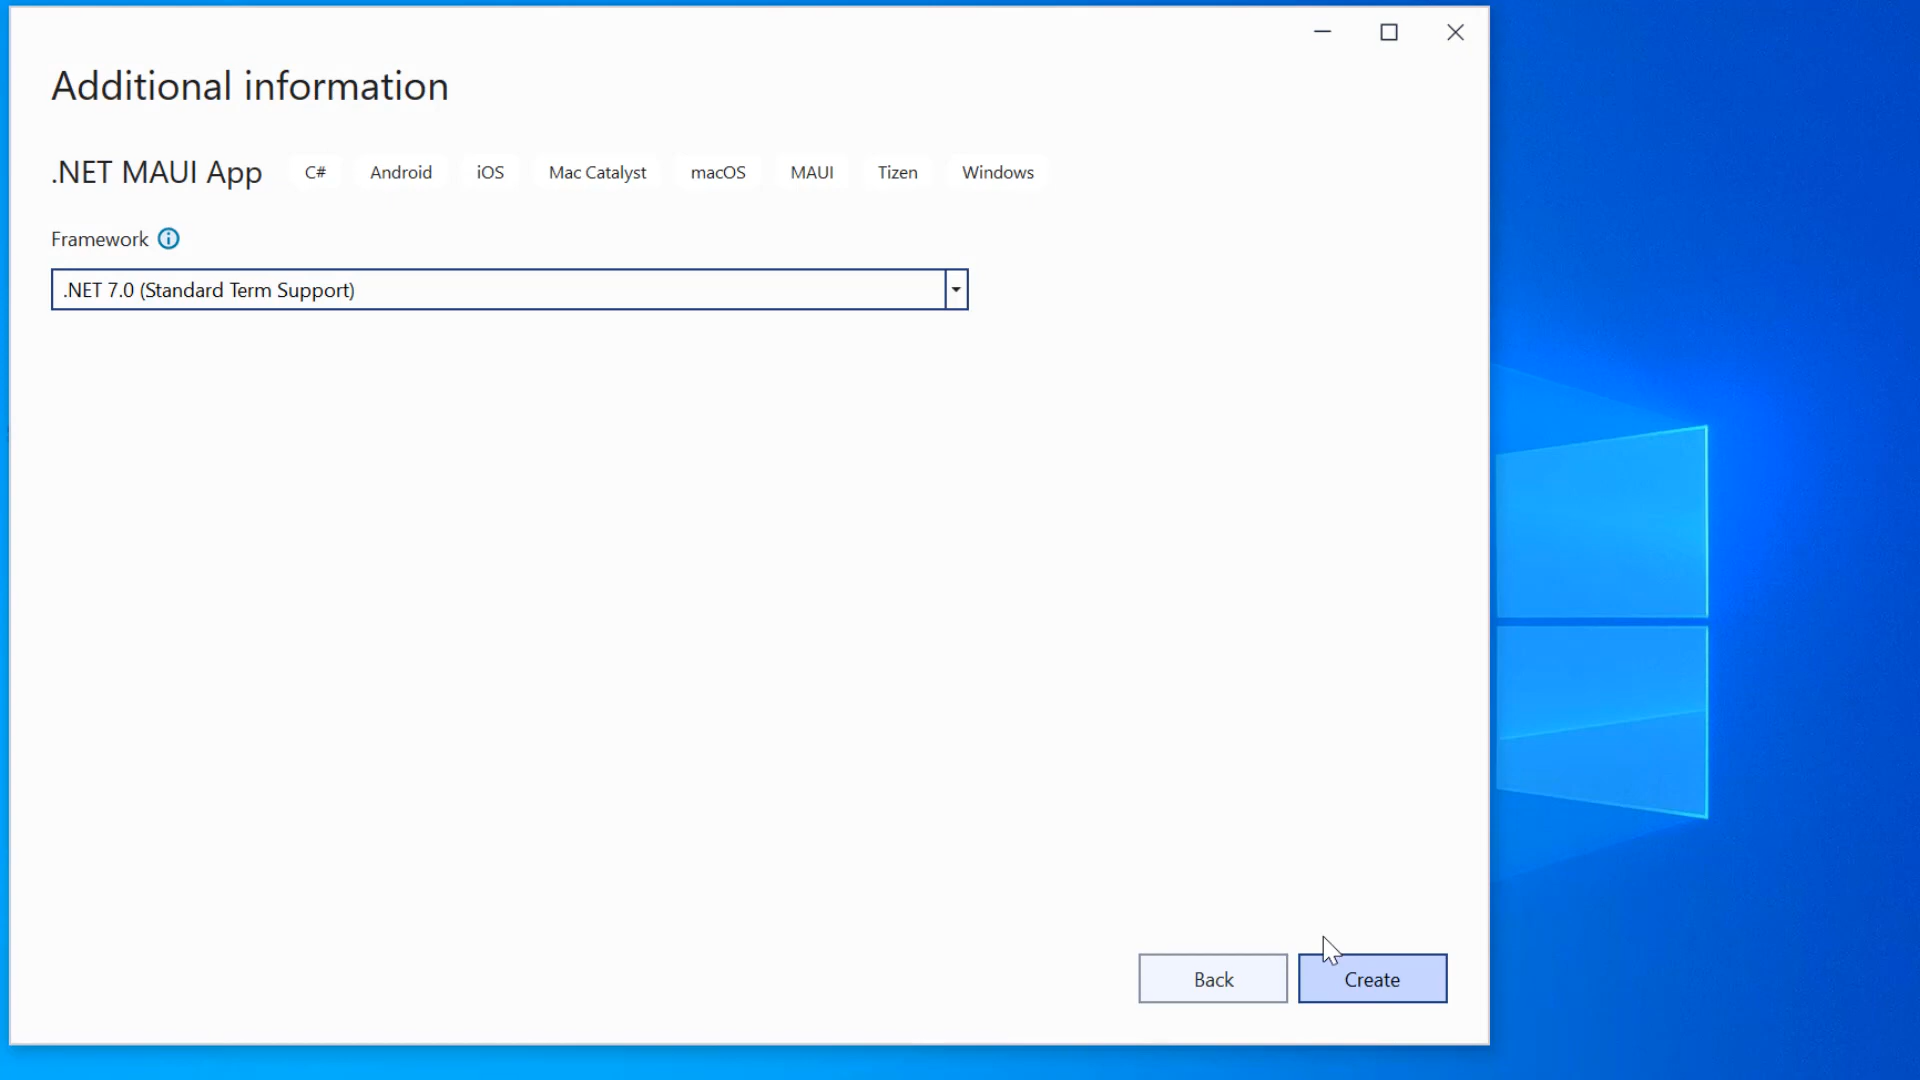 Additional information
.NET MAUI App C# Android iOS Mac Catalyst macOS MAUI Tizen Windows
Framework
.NET 7.0 (Standard Term Support)
Back Create